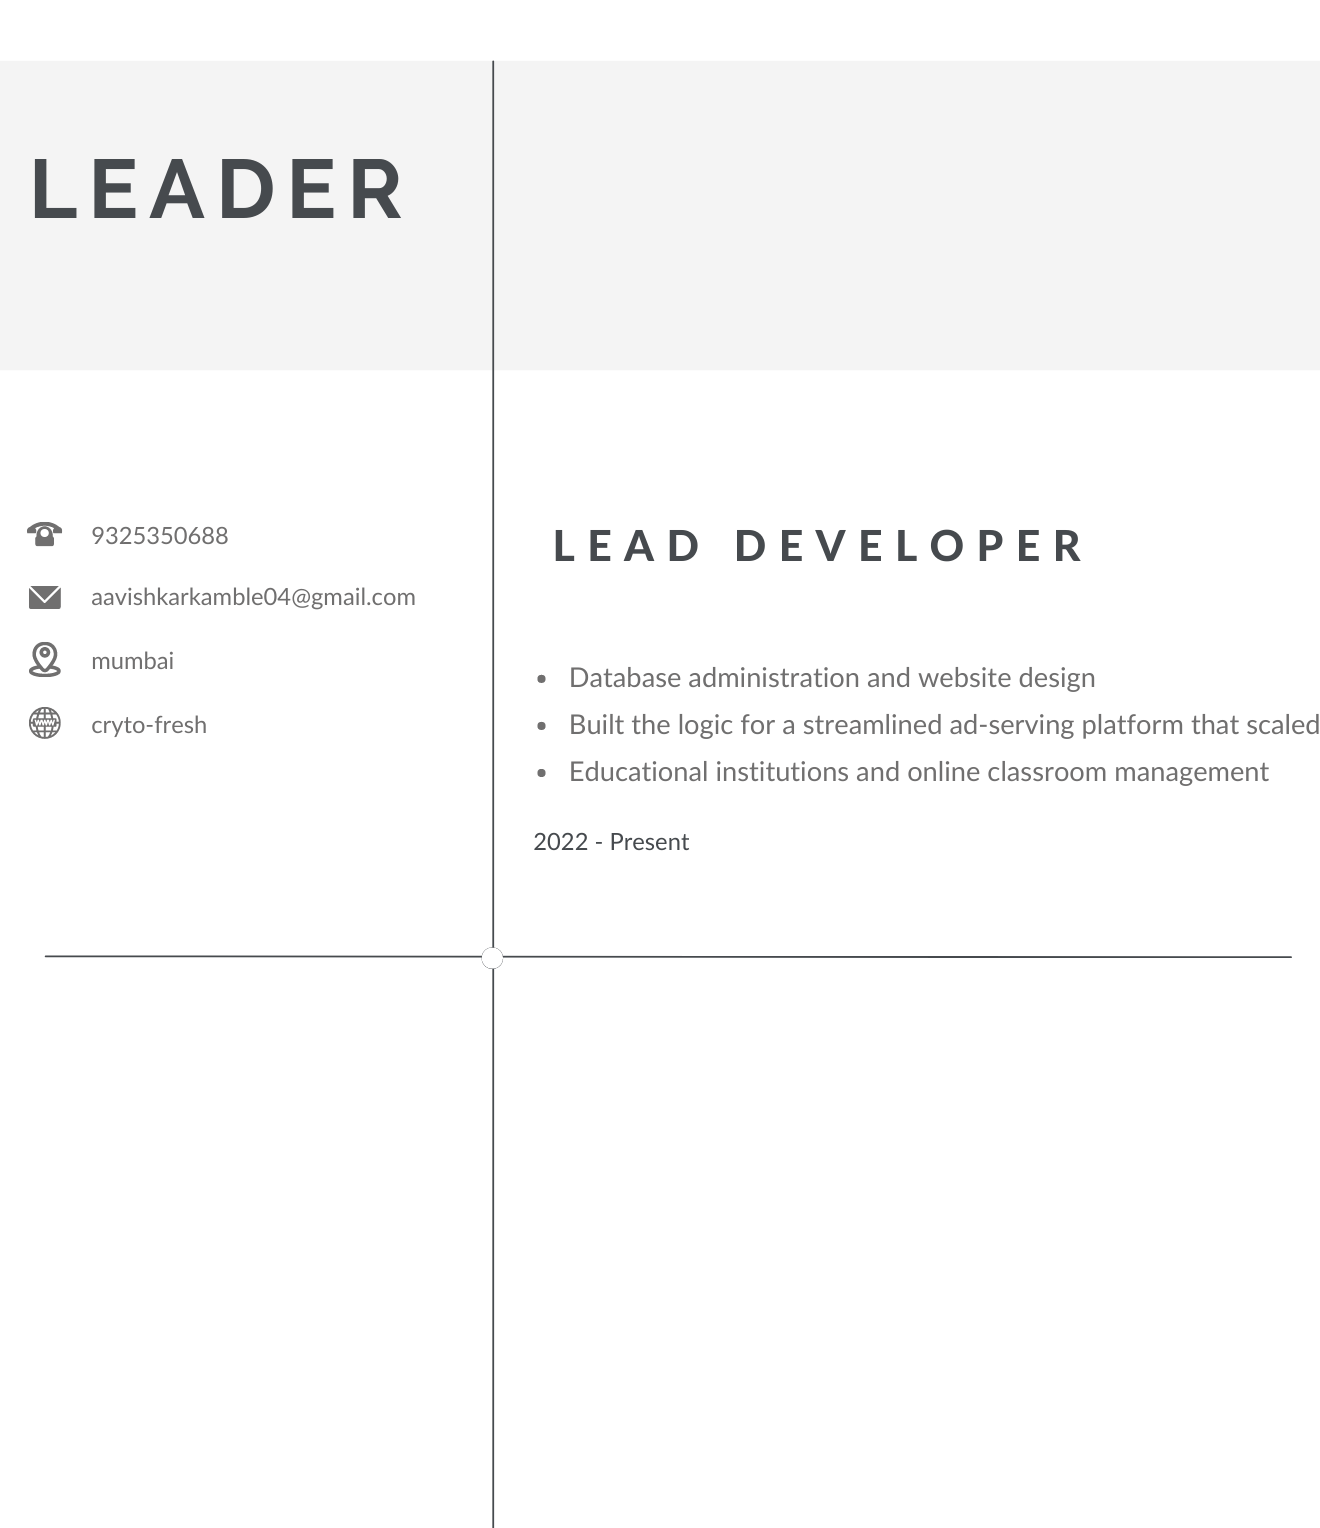 LEADER
9325350688
aavishkarkamble04@gmail.com
mumbai
cryto-fresh
LEAD DEVELOPER
• Database administration and website design
• Built the logic for a streamlined ad-serving platform that scaled
• Educational institutions and online classroom management
2022 - Present